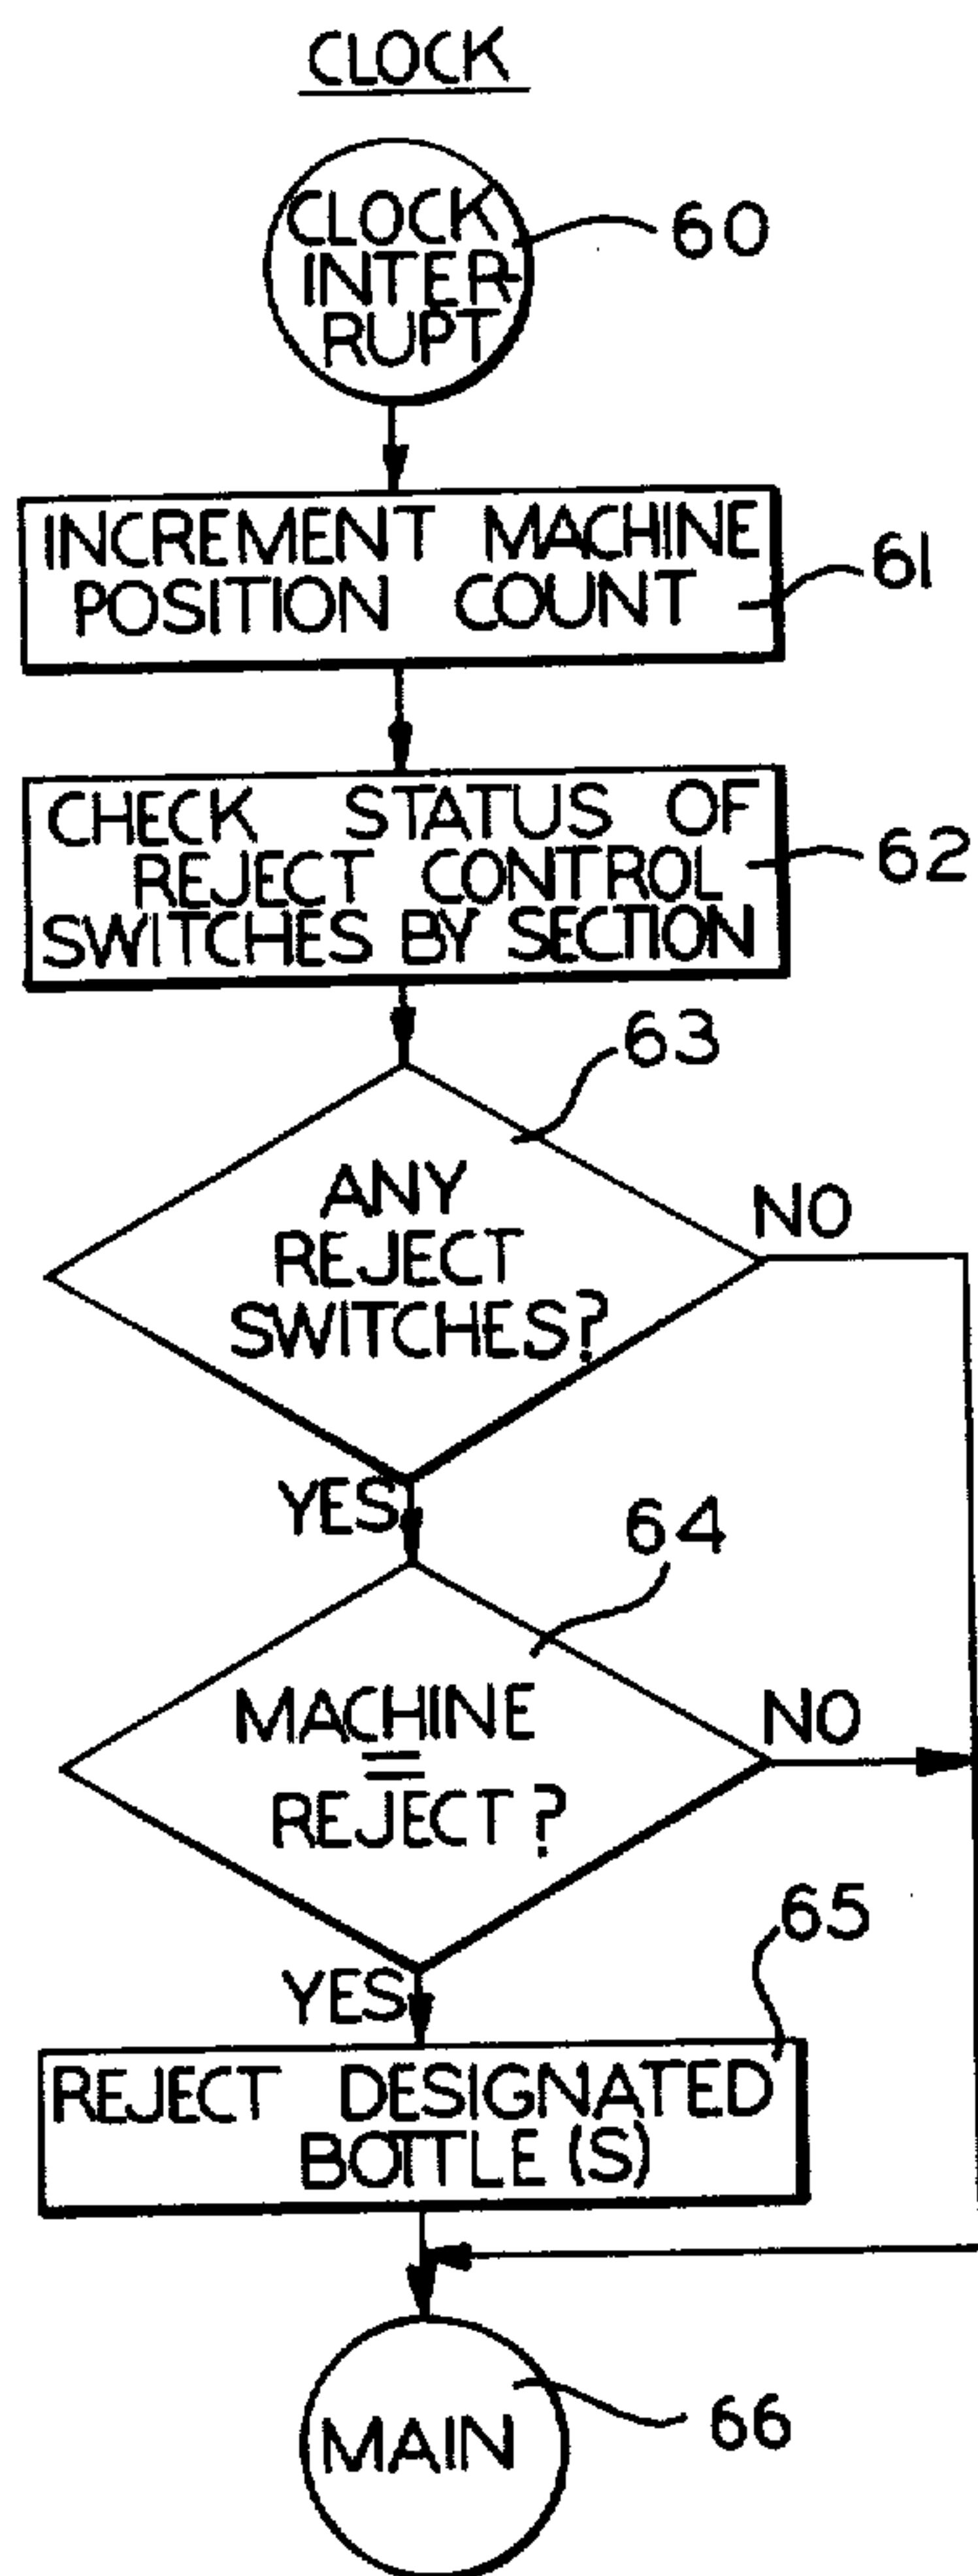 CLOCK
CLOCK
INTER-
RUPT
60
INCREMENT MACHINE
POSITION COUNT
61
CHECK STATUS OF
REJECT CONTROL
SWITCHES BY SECTION
62
63
ANY
REJECT
SWITCHES?
NO
YES
64
MACHINE
=
REJECT?
NO
YES
65
REJECT DESIGNATED
BOTTLE (S)
MAIN
66